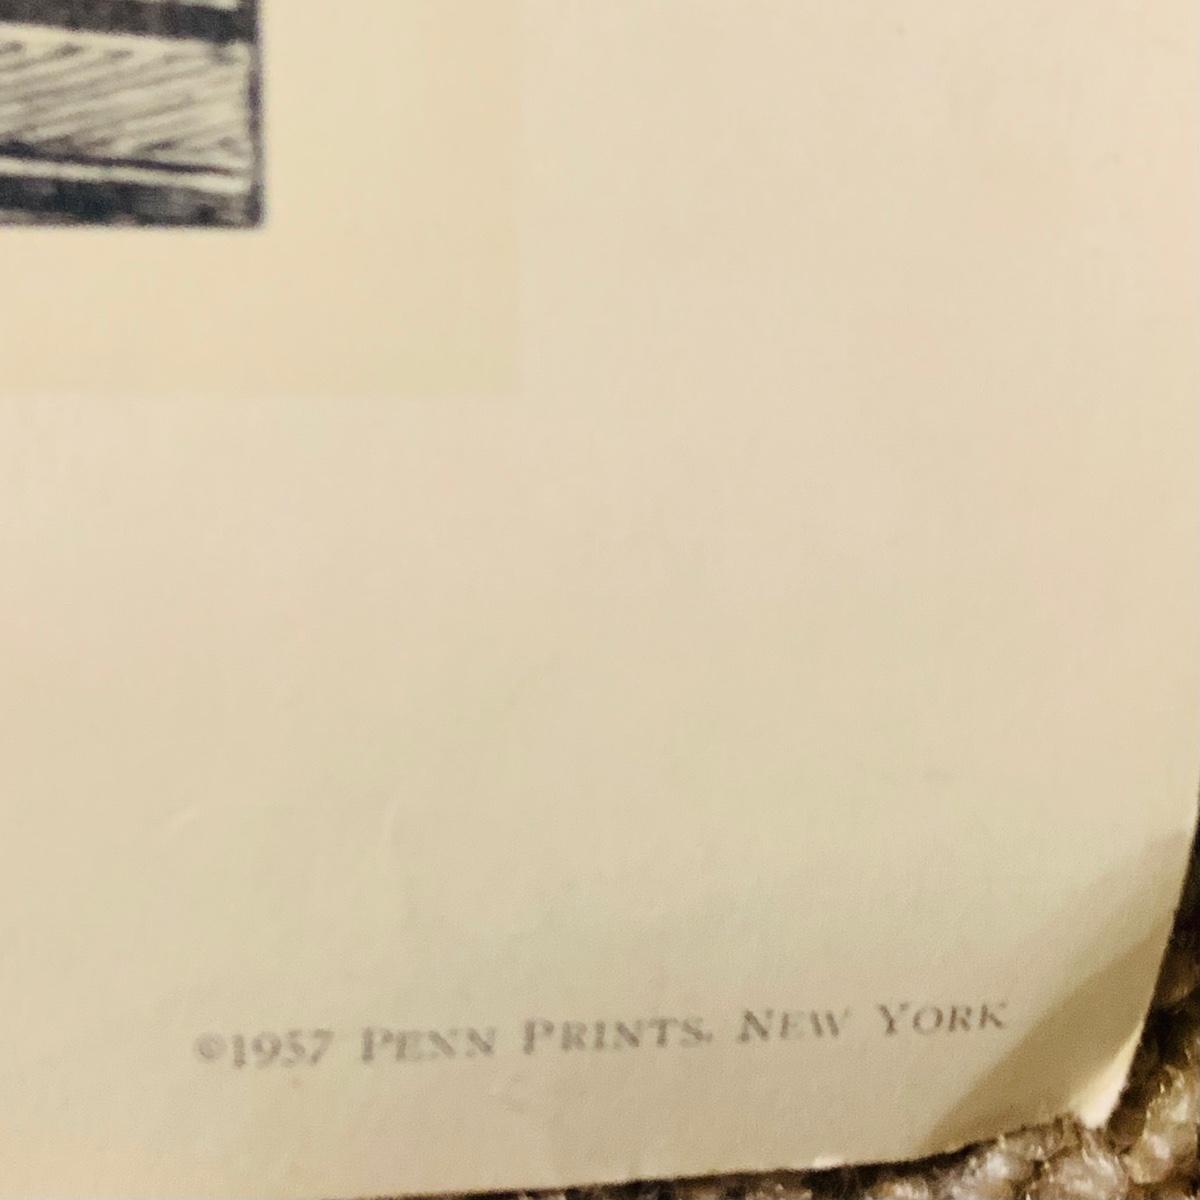 ©1957 PENN PRINTS, NEW YORK